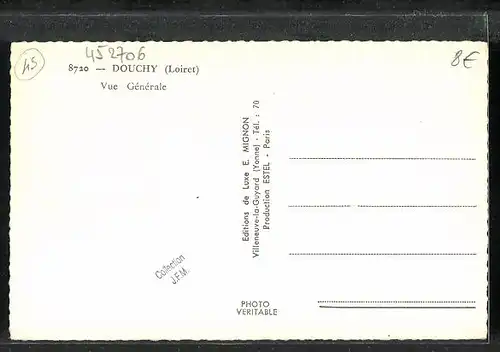 45
452706
8€
8720 — DOUCHY (Loiret)
Vue Générale
Editions de Luxe E. MIGNON
Villeneuve-la-Guyard (Yonne) - Tél. : 70
Production ESTEL - Paris
Collection
J.F.M.
PHOTO
VERITABLE